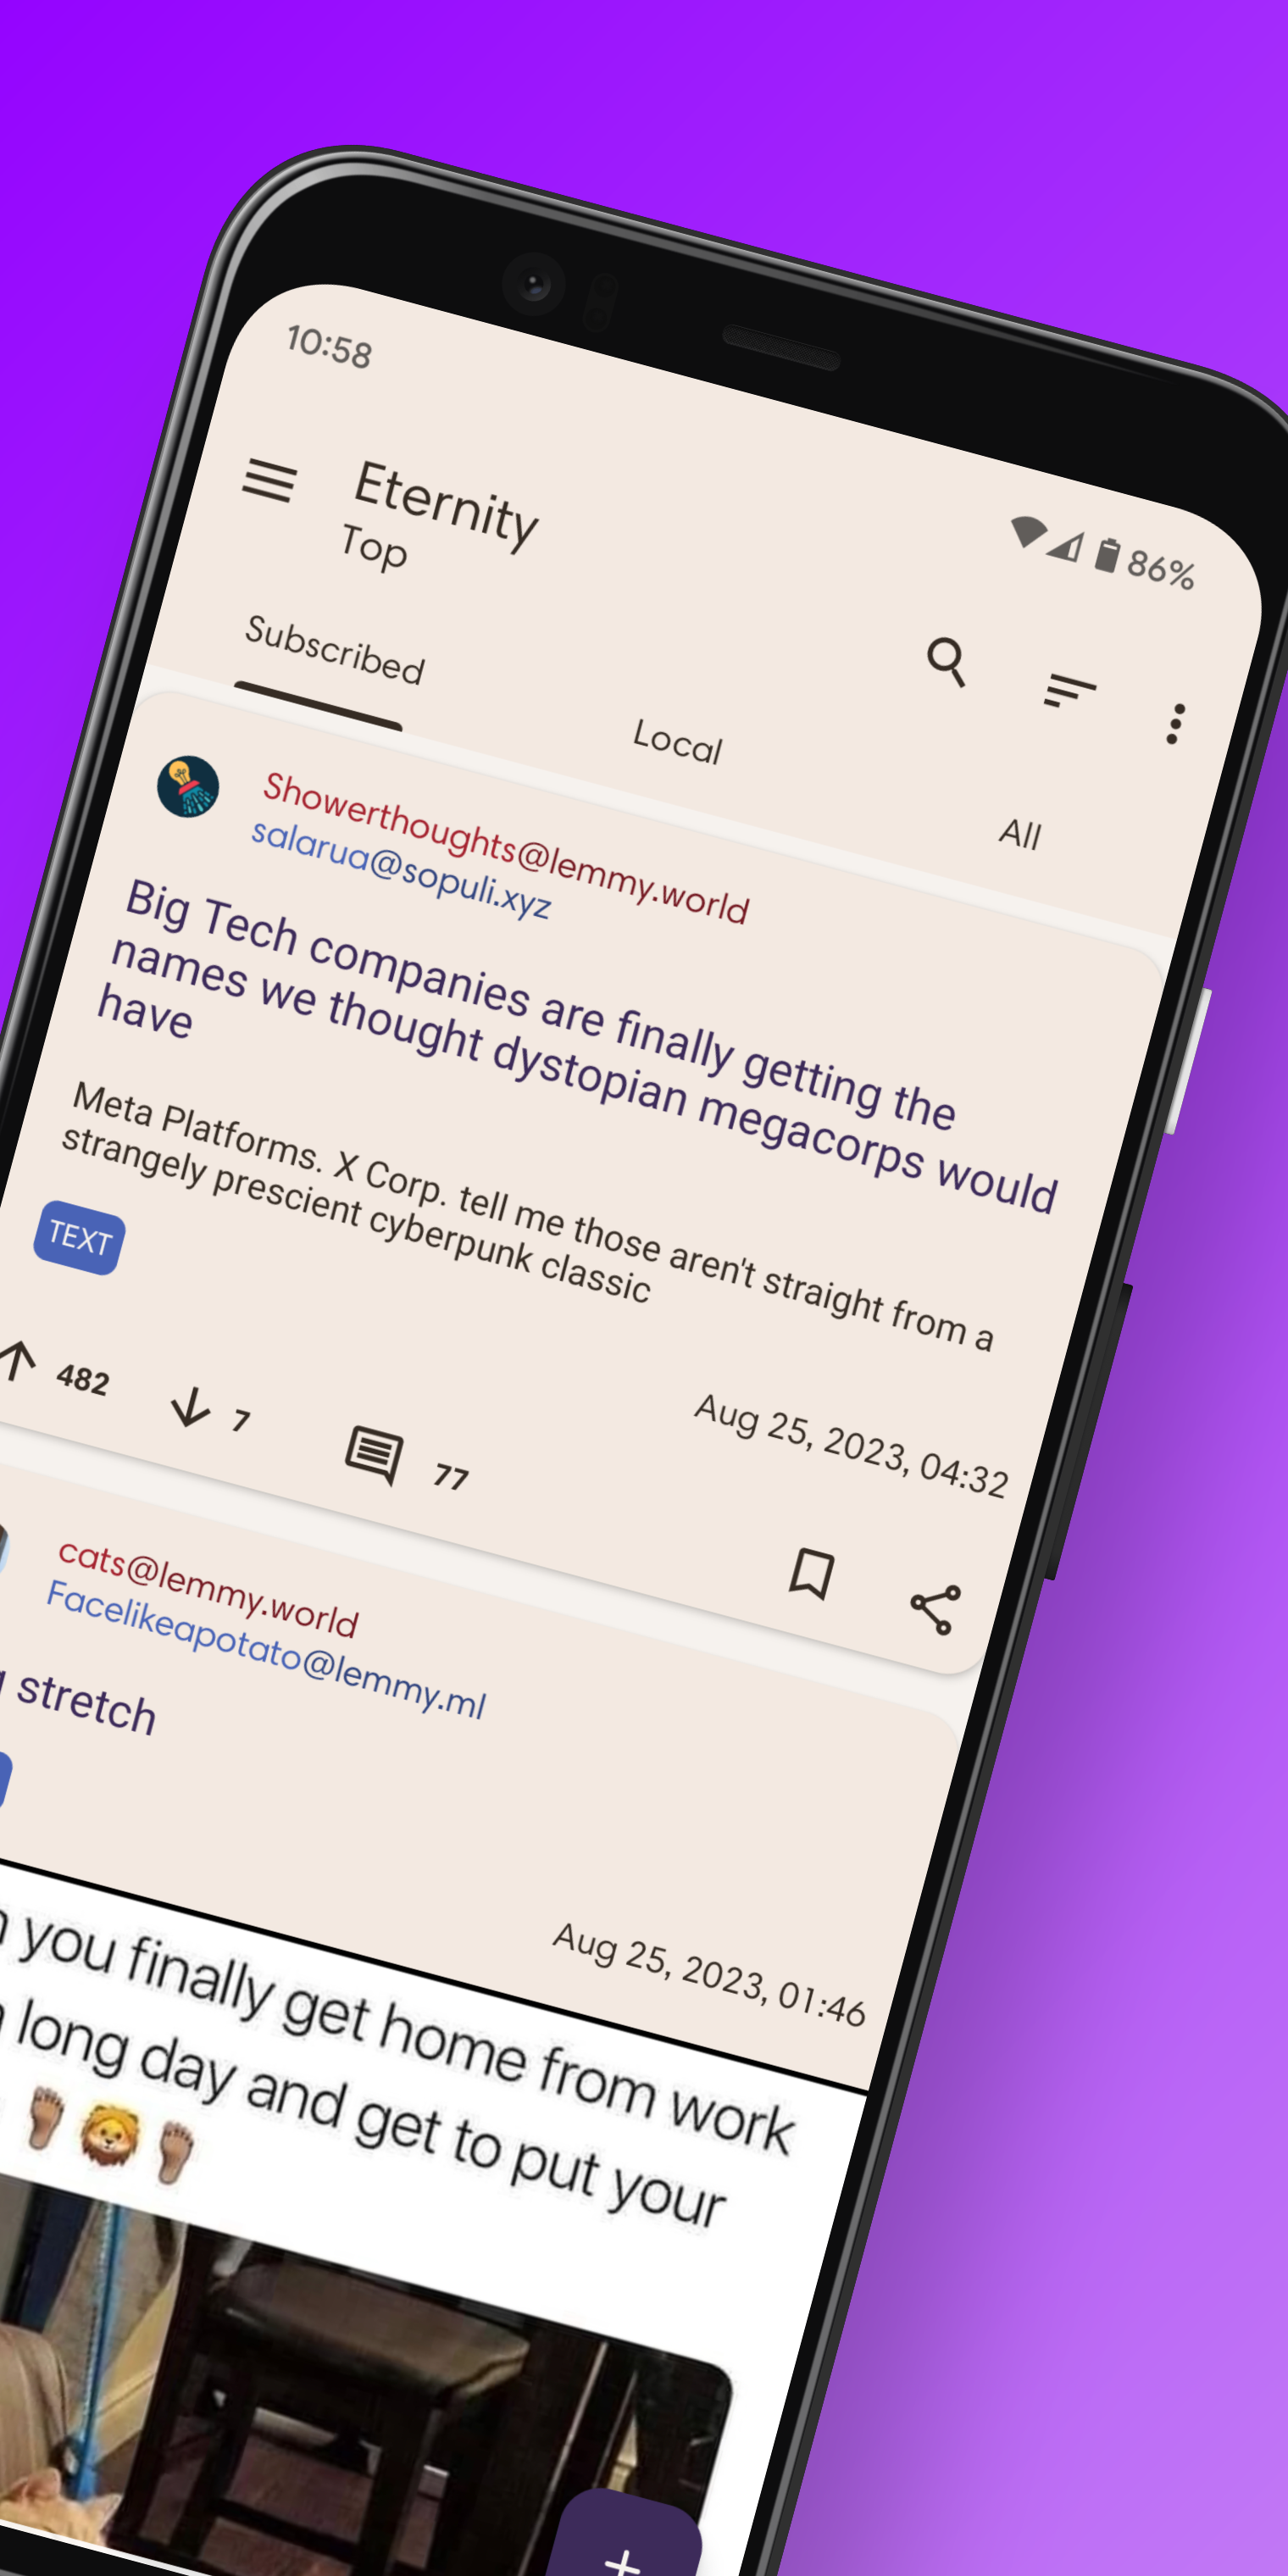 10:58
86%
Eternity
Top
Subscribed
Local
All
Showerthoughts@lemmy.world
salarua@sopuli.xyz
Big Tech companies are finally getting the
names we thought dystopian megacorps would
have
Meta Platforms. X Corp. tell me those aren't straight from a
strangely prescient cyberpunk classic
TEXT
Aug 25, 2023, 04:32
482
7
77
cats@lemmy.world
Facelikeapotato@lemmy.ml
stretch
Aug 25, 2023, 01:46
you finally get home from work
long day and get to put your
🦶🏽 🦁 🦶🏽